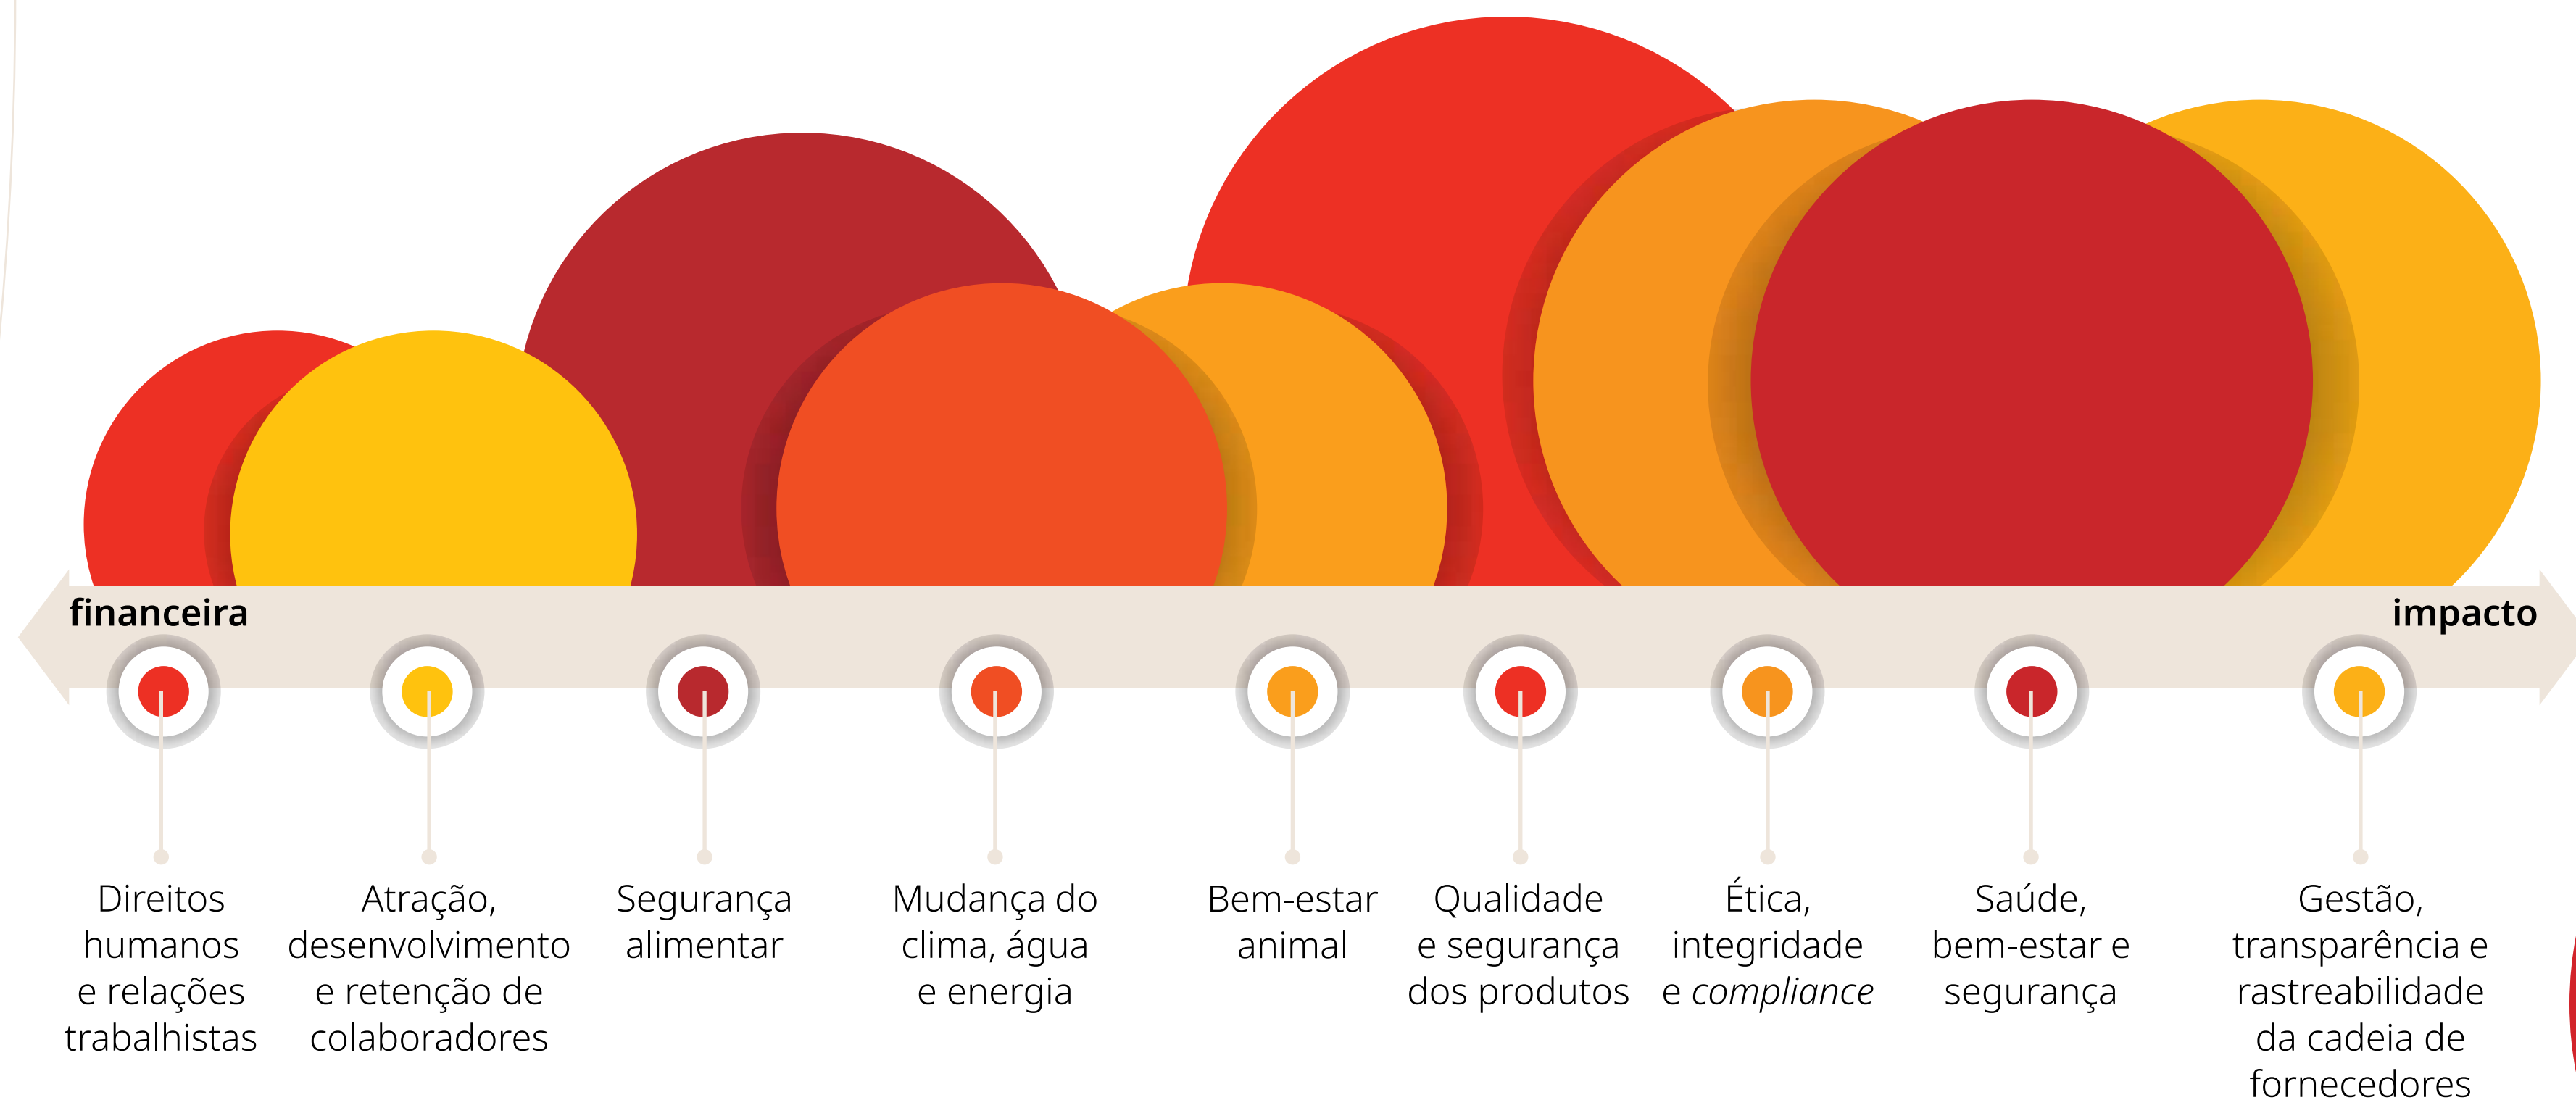 financeira
impacto
Direitos
humanos
e relações
trabalhistas
Atração,
desenvolvimento
e retenção de
colaboradores
Segurança
alimentar
Mudança do
clima, água
e energia
Bem-estar
animal
Qualidade
e segurança
dos produtos
Ética,
integridade
e compliance
Saúde,
bem-estar e
segurança
Gestão,
transparência e
rastreabilidade
da cadeia de
fornecedores